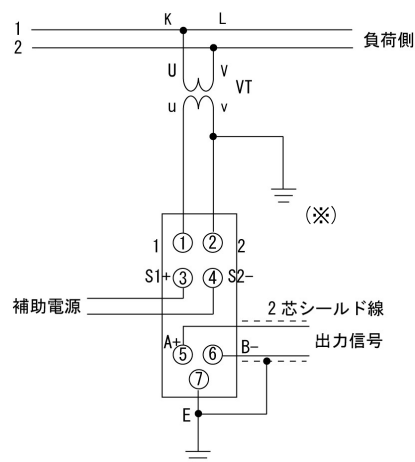 K L
1
2
負荷側
U V
VT
u v
(※)
1 ① ② 2
S1+ ③ ④ S2-
補助電源
2芯シールド線
A+
出力信号
⑤ ⑥ B-
⑦
E